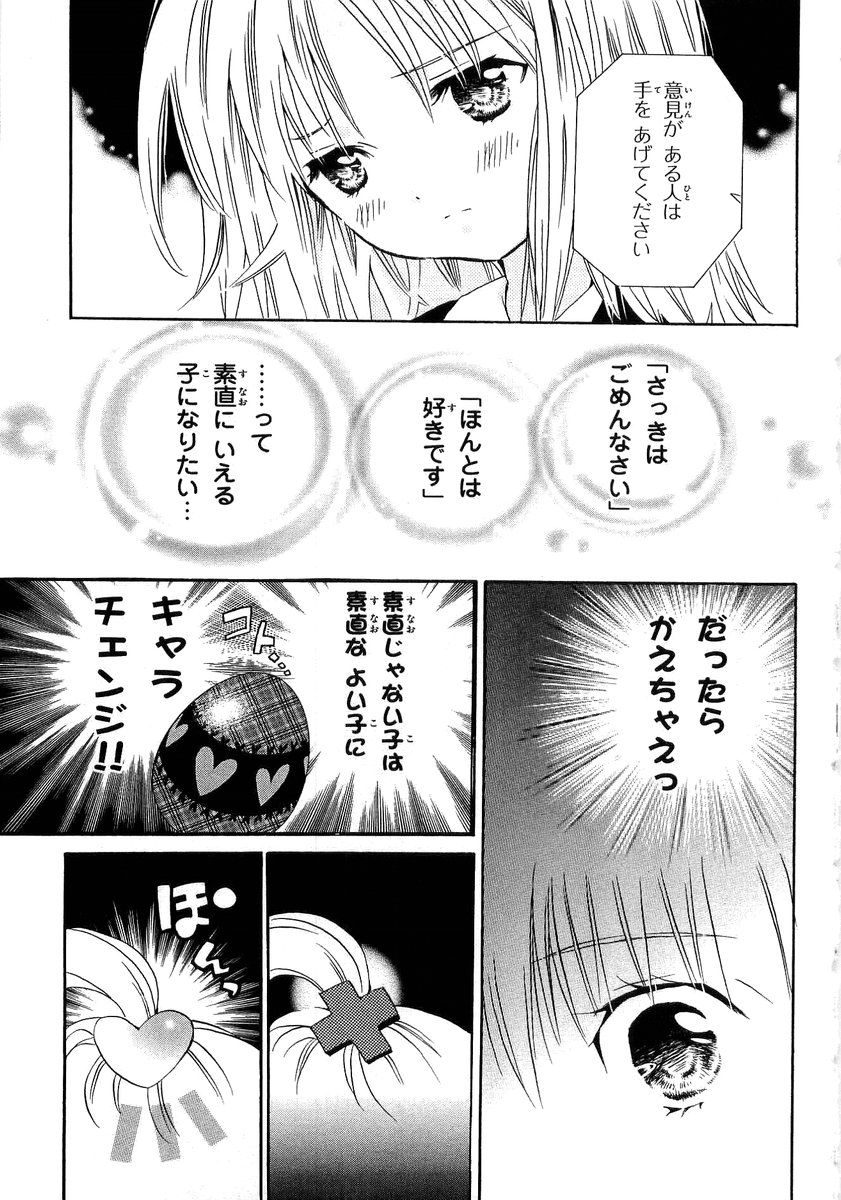 意見が ある人は
手を あげてください
「さっきは
ごめんなさい」
「ほんとは
好きです」
……って
素直に いえる
子になりたい…
だったら
かえちゃえっ
素直じゃない子は
素直な よい子に
コト。。。
キャラ
チェンジ!!
ぽんっ